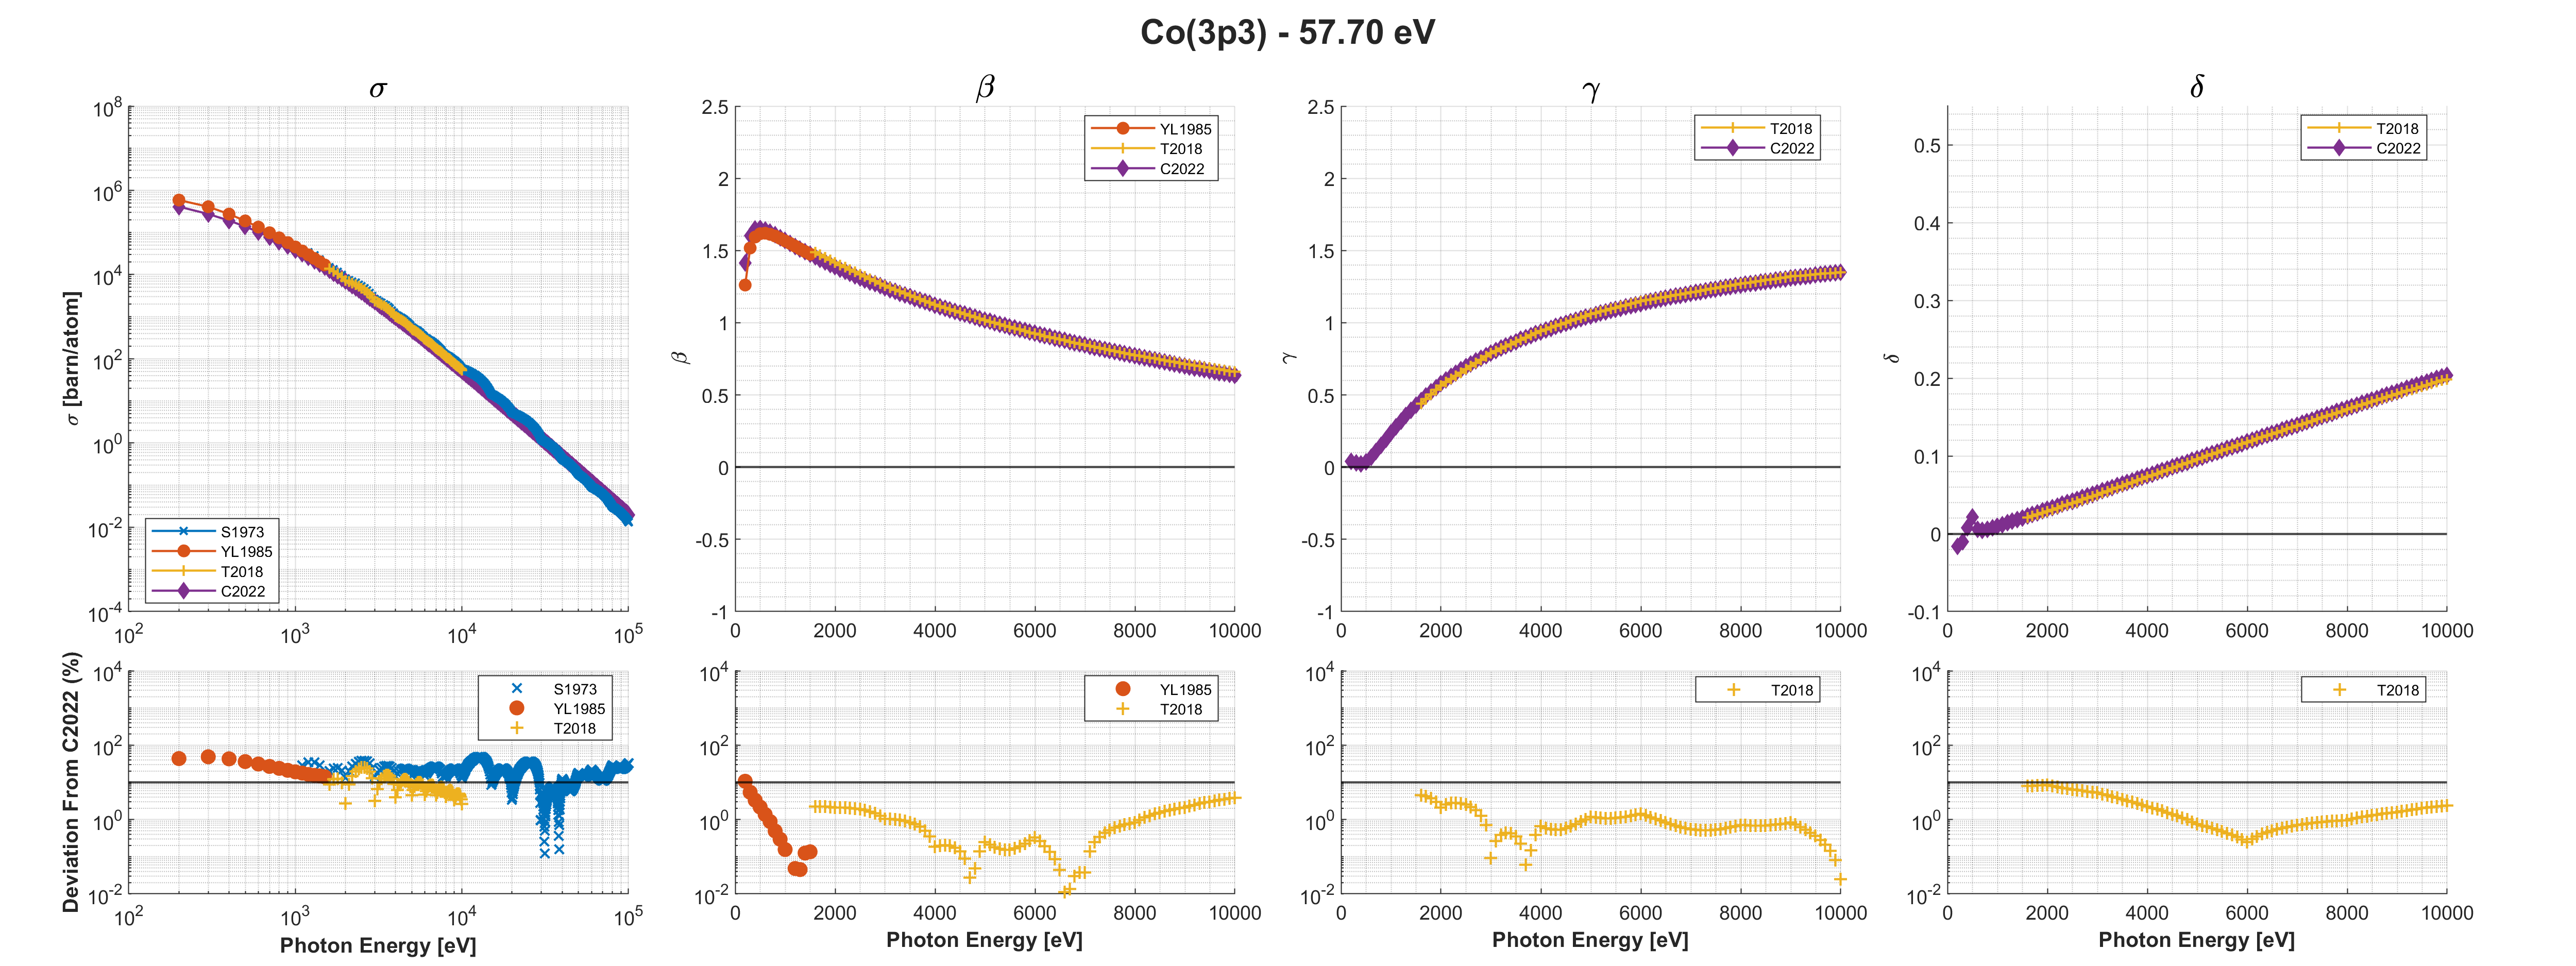 Co(3p3) - 57.70 eV
σ
σ [barn/atom]
10^8
10^6
10^4
10^2
10^0
10^-2
10^-4
10^2
10^3
10^4
10^5
S1973
YL1985
T2018
C2022
β
β
2.5
2
1.5
1
0.5
0
-0.5
-1
0
2000
4000
6000
8000
10000
YL1985
T2018
C2022
γ
γ
2.5
2
1.5
1
0.5
0
-0.5
-1
0
2000
4000
6000
8000
10000
T2018
C2022
δ
δ
0.5
0.4
0.3
0.2
0.1
0
-0.1
0
2000
4000
6000
8000
10000
T2018
C2022
Deviation From C2022 (%)
10^4
10^2
10^0
10^-2
10^2
10^3
10^4
10^5
Photon Energy [eV]
S1973
YL1985
T2018
10^4
10^2
10^0
10^-2
0
2000
4000
6000
8000
10000
Photon Energy [eV]
YL1985
T2018
10^4
10^2
10^0
10^-2
0
2000
4000
6000
8000
10000
Photon Energy [eV]
T2018
10^4
10^2
10^0
10^-2
0
2000
4000
6000
8000
10000
Photon Energy [eV]
T2018